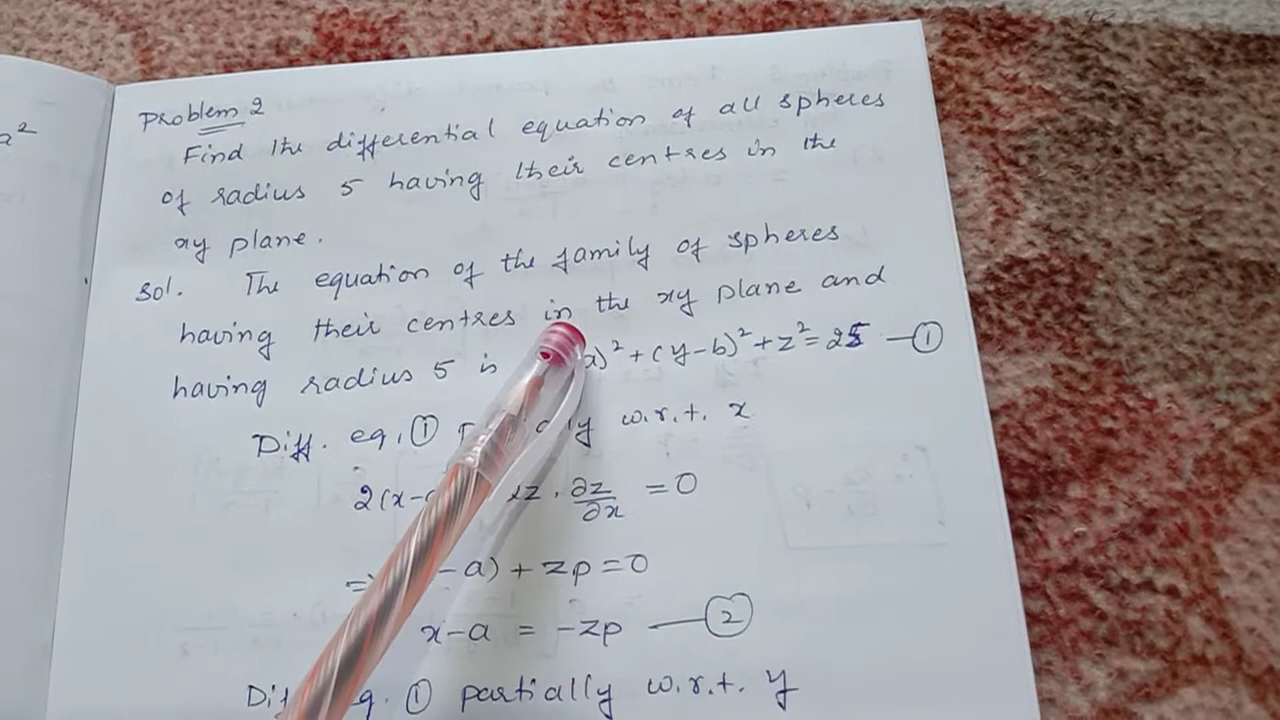 a²
Problem 2
Find the differential equation of all spheres
of radius 5 having their centres in the
xy plane.
Sol. The equation of the family of spheres
having their centres in the xy plane and
having radius 5 is a)² + (y-b)² + z² = 25 — ①
Diff. eq. ① w.r.t. x
2(x- 2z . ∂z/∂x = 0
⇒ -a) + zp = 0
x-a = -zp — ②
eq. ① partially w.r.t. y